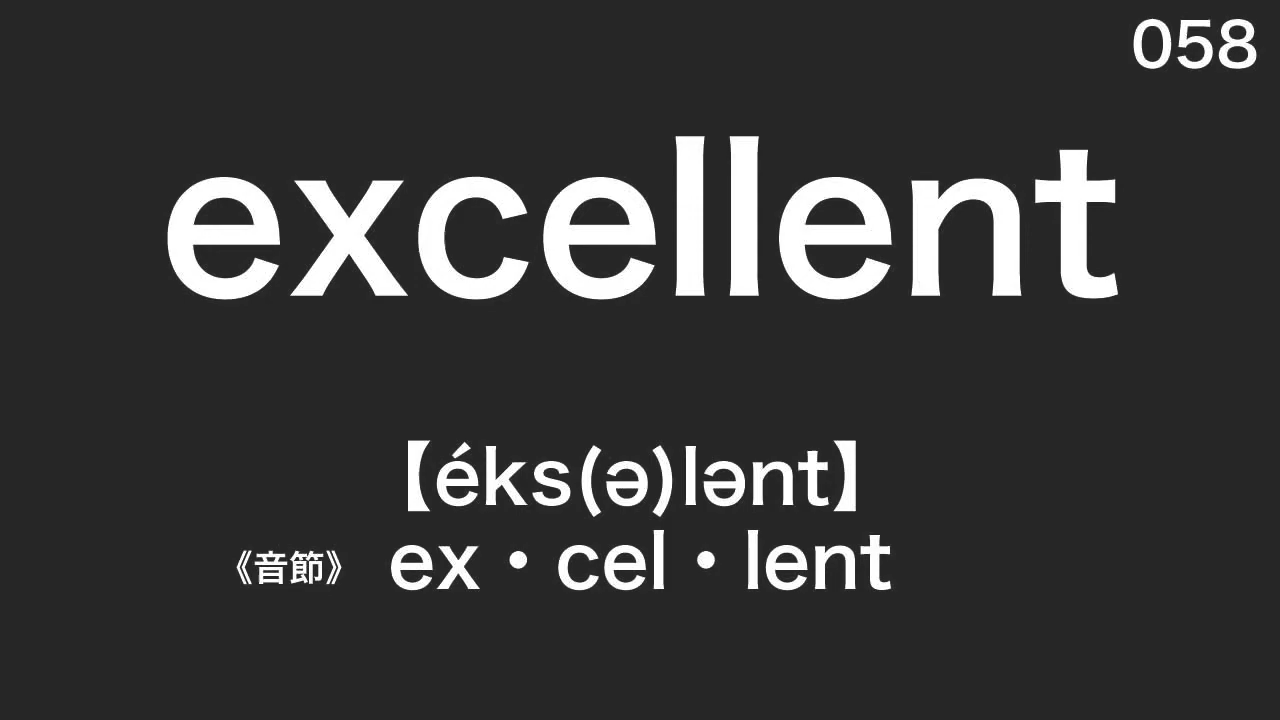 058
excellent
【éks(ə)lənt】
《音節》 ex・cel・lent